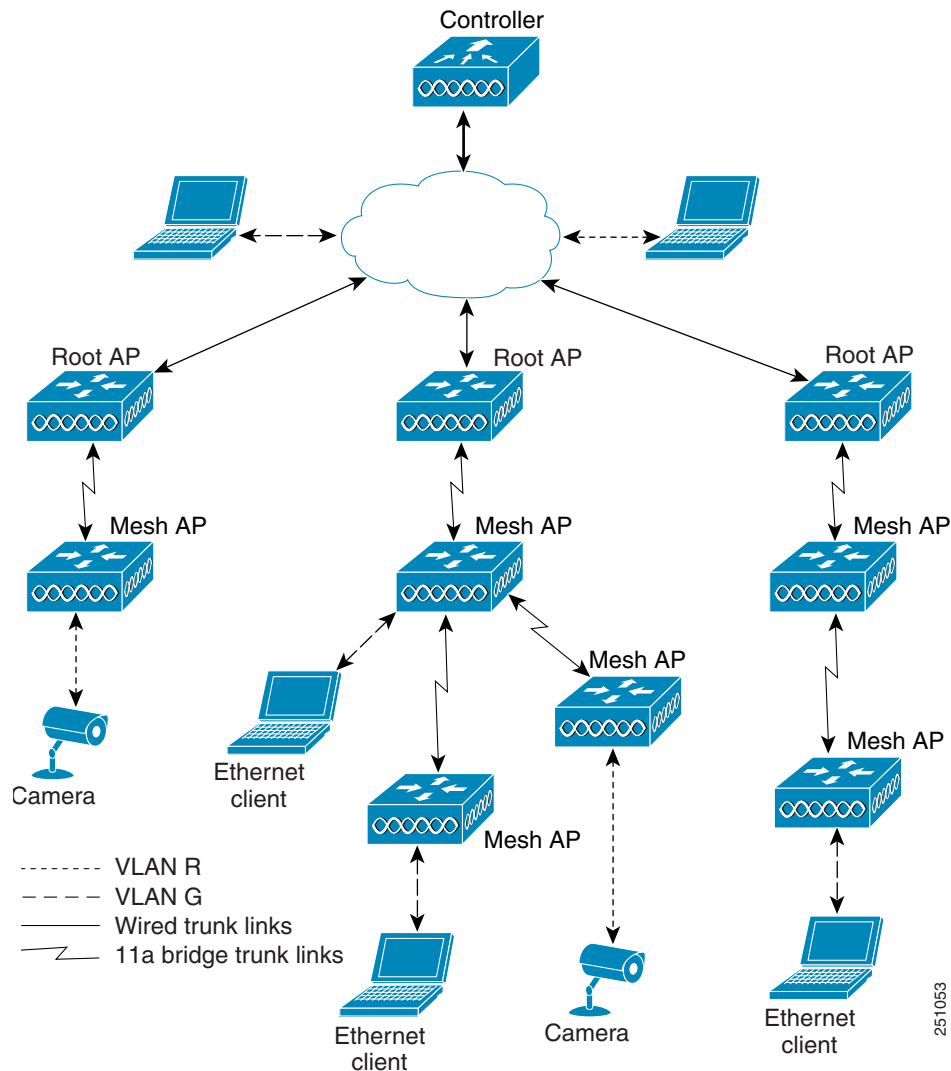 Controller
Root AP
Root AP
Root AP
Mesh AP
Mesh AP
Mesh AP
Mesh AP
Mesh AP
Ethernet
client
Camera
Mesh AP
VLAN R
VLAN G
Wired trunk links
11a bridge trunk links
Ethernet
client
Camera
Ethernet
client
251053